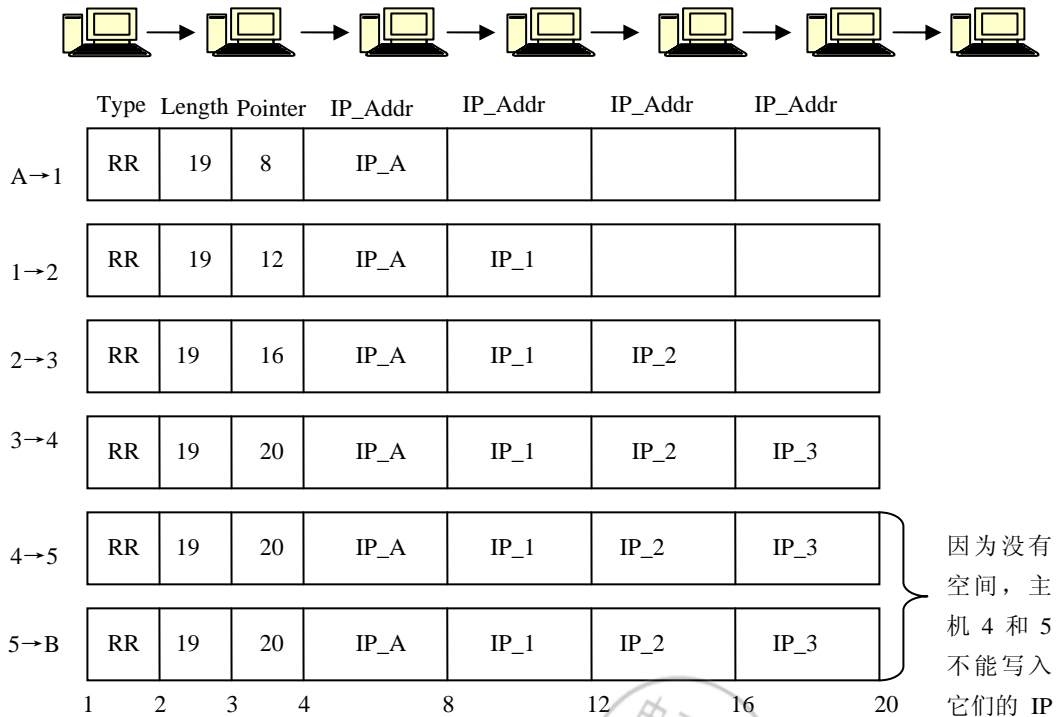 Type Length Pointer IP_Addr IP_Addr IP_Addr IP_Addr
A→1 RR 19 8 IP_A
1→2 RR 19 12 IP_A IP_1
2→3 RR 19 16 IP_A IP_1 IP_2
3→4 RR 19 20 IP_A IP_1 IP_2 IP_3
4→5 RR 19 20 IP_A IP_1 IP_2 IP_3
5→B RR 19 20 IP_A IP_1 IP_2 IP_3
1 2 3 4 8 12 16 20
因为没有
空间，主
机 4 和 5
不能写入
它们的 IP